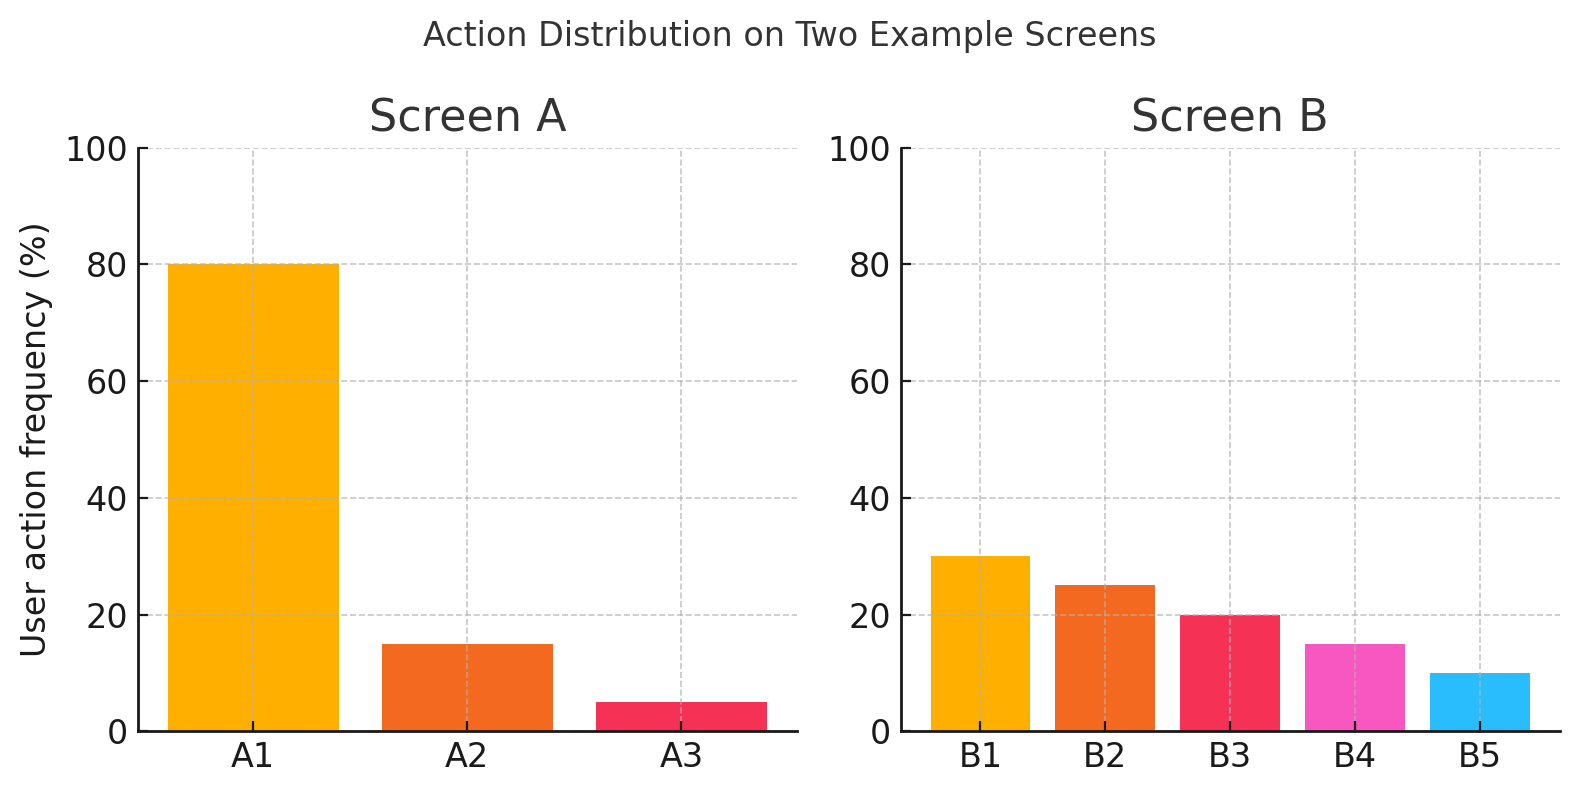 Action Distribution on Two Example Screens
Screen A
User action frequency (%)
100
80
60
40
20
0
A1 A2 A3
Screen B
100
80
60
40
20
0
B1 B2 B3 B4 B5